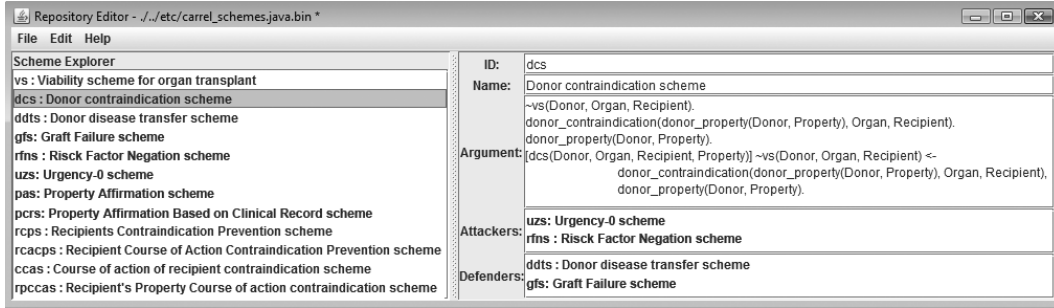 Repository Editor - ./../etc/carrel_schemes.java.bin *
File Edit Help
Scheme Explorer
vs : Viability scheme for organ transplant
dcs : Donor contraindication scheme
ddts : Donor disease transfer scheme
gfs: Graft Failure scheme
rfns : Risck Factor Negation scheme
uzs: Urgency-0 scheme
pas: Property Affirmation scheme
pcrs: Property Affirmation Based on Clinical Record scheme
rcps : Recipients Contraindication Prevention scheme
rcacps : Recipient Course of Action Contraindication Prevention scheme
ccas : Course of action of recipient contraindication scheme
rpccas : Recipient's Property Course of action contraindication scheme
ID: dcs
Name: Donor contraindication scheme
Argument:
~vs(Donor, Organ, Recipient).
donor_contraindication(donor_property(Donor, Property), Organ, Recipient).
donor_property(Donor, Property).
[dcs(Donor, Organ, Recipient, Property)] ~vs(Donor, Organ, Recipient) <-
donor_contraindication(donor_property(Donor, Property), Organ, Recipient),
donor_property(Donor, Property).
Attackers:
uzs: Urgency-0 scheme
rfns : Risck Factor Negation scheme
Defenders:
ddts : Donor disease transfer scheme
gfs: Graft Failure scheme